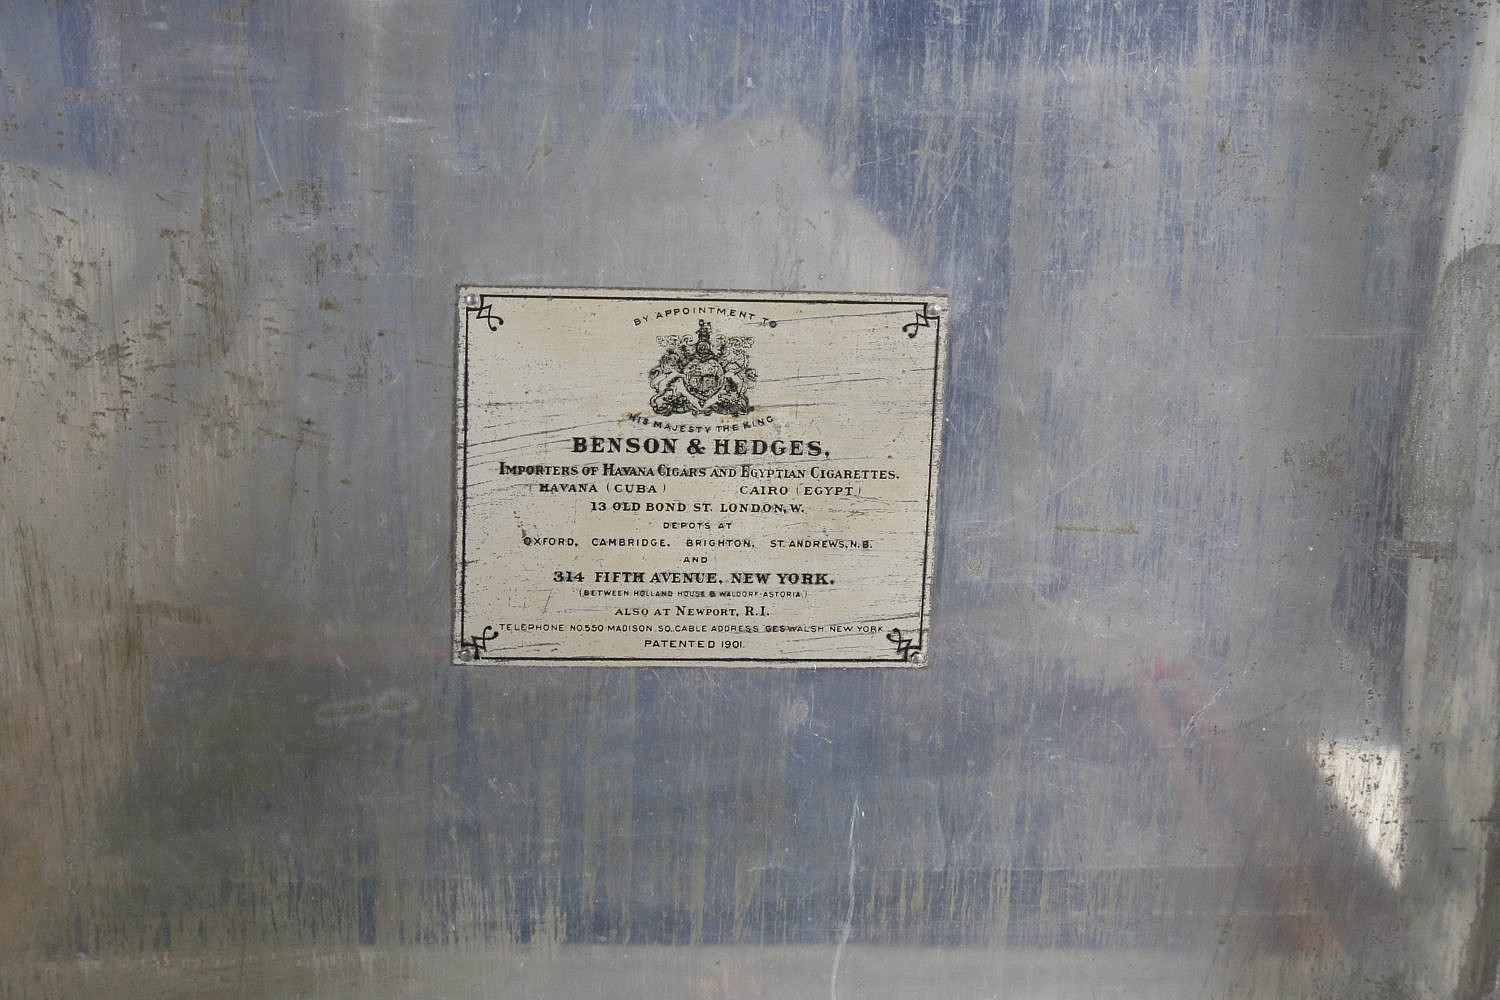 BY APPOINTMENT TO
HIS MAJESTY THE KING
BENSON & HEDGES,
IMPORTERS OF HAVANA CIGARS AND EGYPTIAN CIGARETTES.
HAVANA (CUBA) CAIRO (EGYPT)
13 OLD BOND ST. LONDON, W.
DEPOTS AT
OXFORD, CAMBRIDGE, BRIGHTON, ST. ANDREWS, N.B.
AND
314 FIFTH AVENUE, NEW YORK.
(BETWEEN HOLLAND HOUSE & WALDORF-ASTORIA)
ALSO AT NEWPORT, R.I.
TELEPHONE NO 550 MADISON SQ. CABLE ADDRESS GESWALSH NEW YORK
PATENTED 1901.